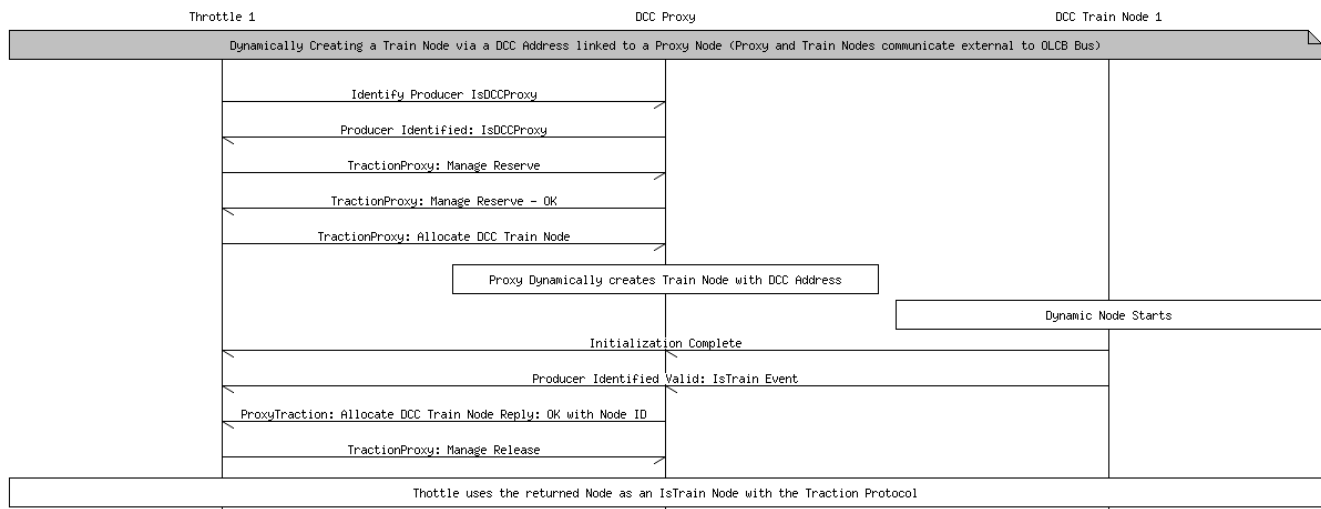 Throttle 1
DCC Proxy
DCC Train Node 1
Dynamically Creating a Train Node via a DCC Address linked to a Proxy Node (Proxy and Train Nodes communicate external to OLCB Bus)
Identify Producer IsDCCProxy
Producer Identified: IsDCCProxy
TractionProxy: Manage Reserve
TractionProxy: Manage Reserve – OK
TractionProxy: Allocate DCC Train Node
Proxy Dynamically creates Train Node with DCC Address
Dynamic Node Starts
Initialization Complete
Producer Identified Valid: IsTrain Event
ProxyTraction: Allocate DCC Train Node Reply: OK with Node ID
TractionProxy: Manage Release
Thottle uses the returned Node as an IsTrain Node with the Traction Protocol